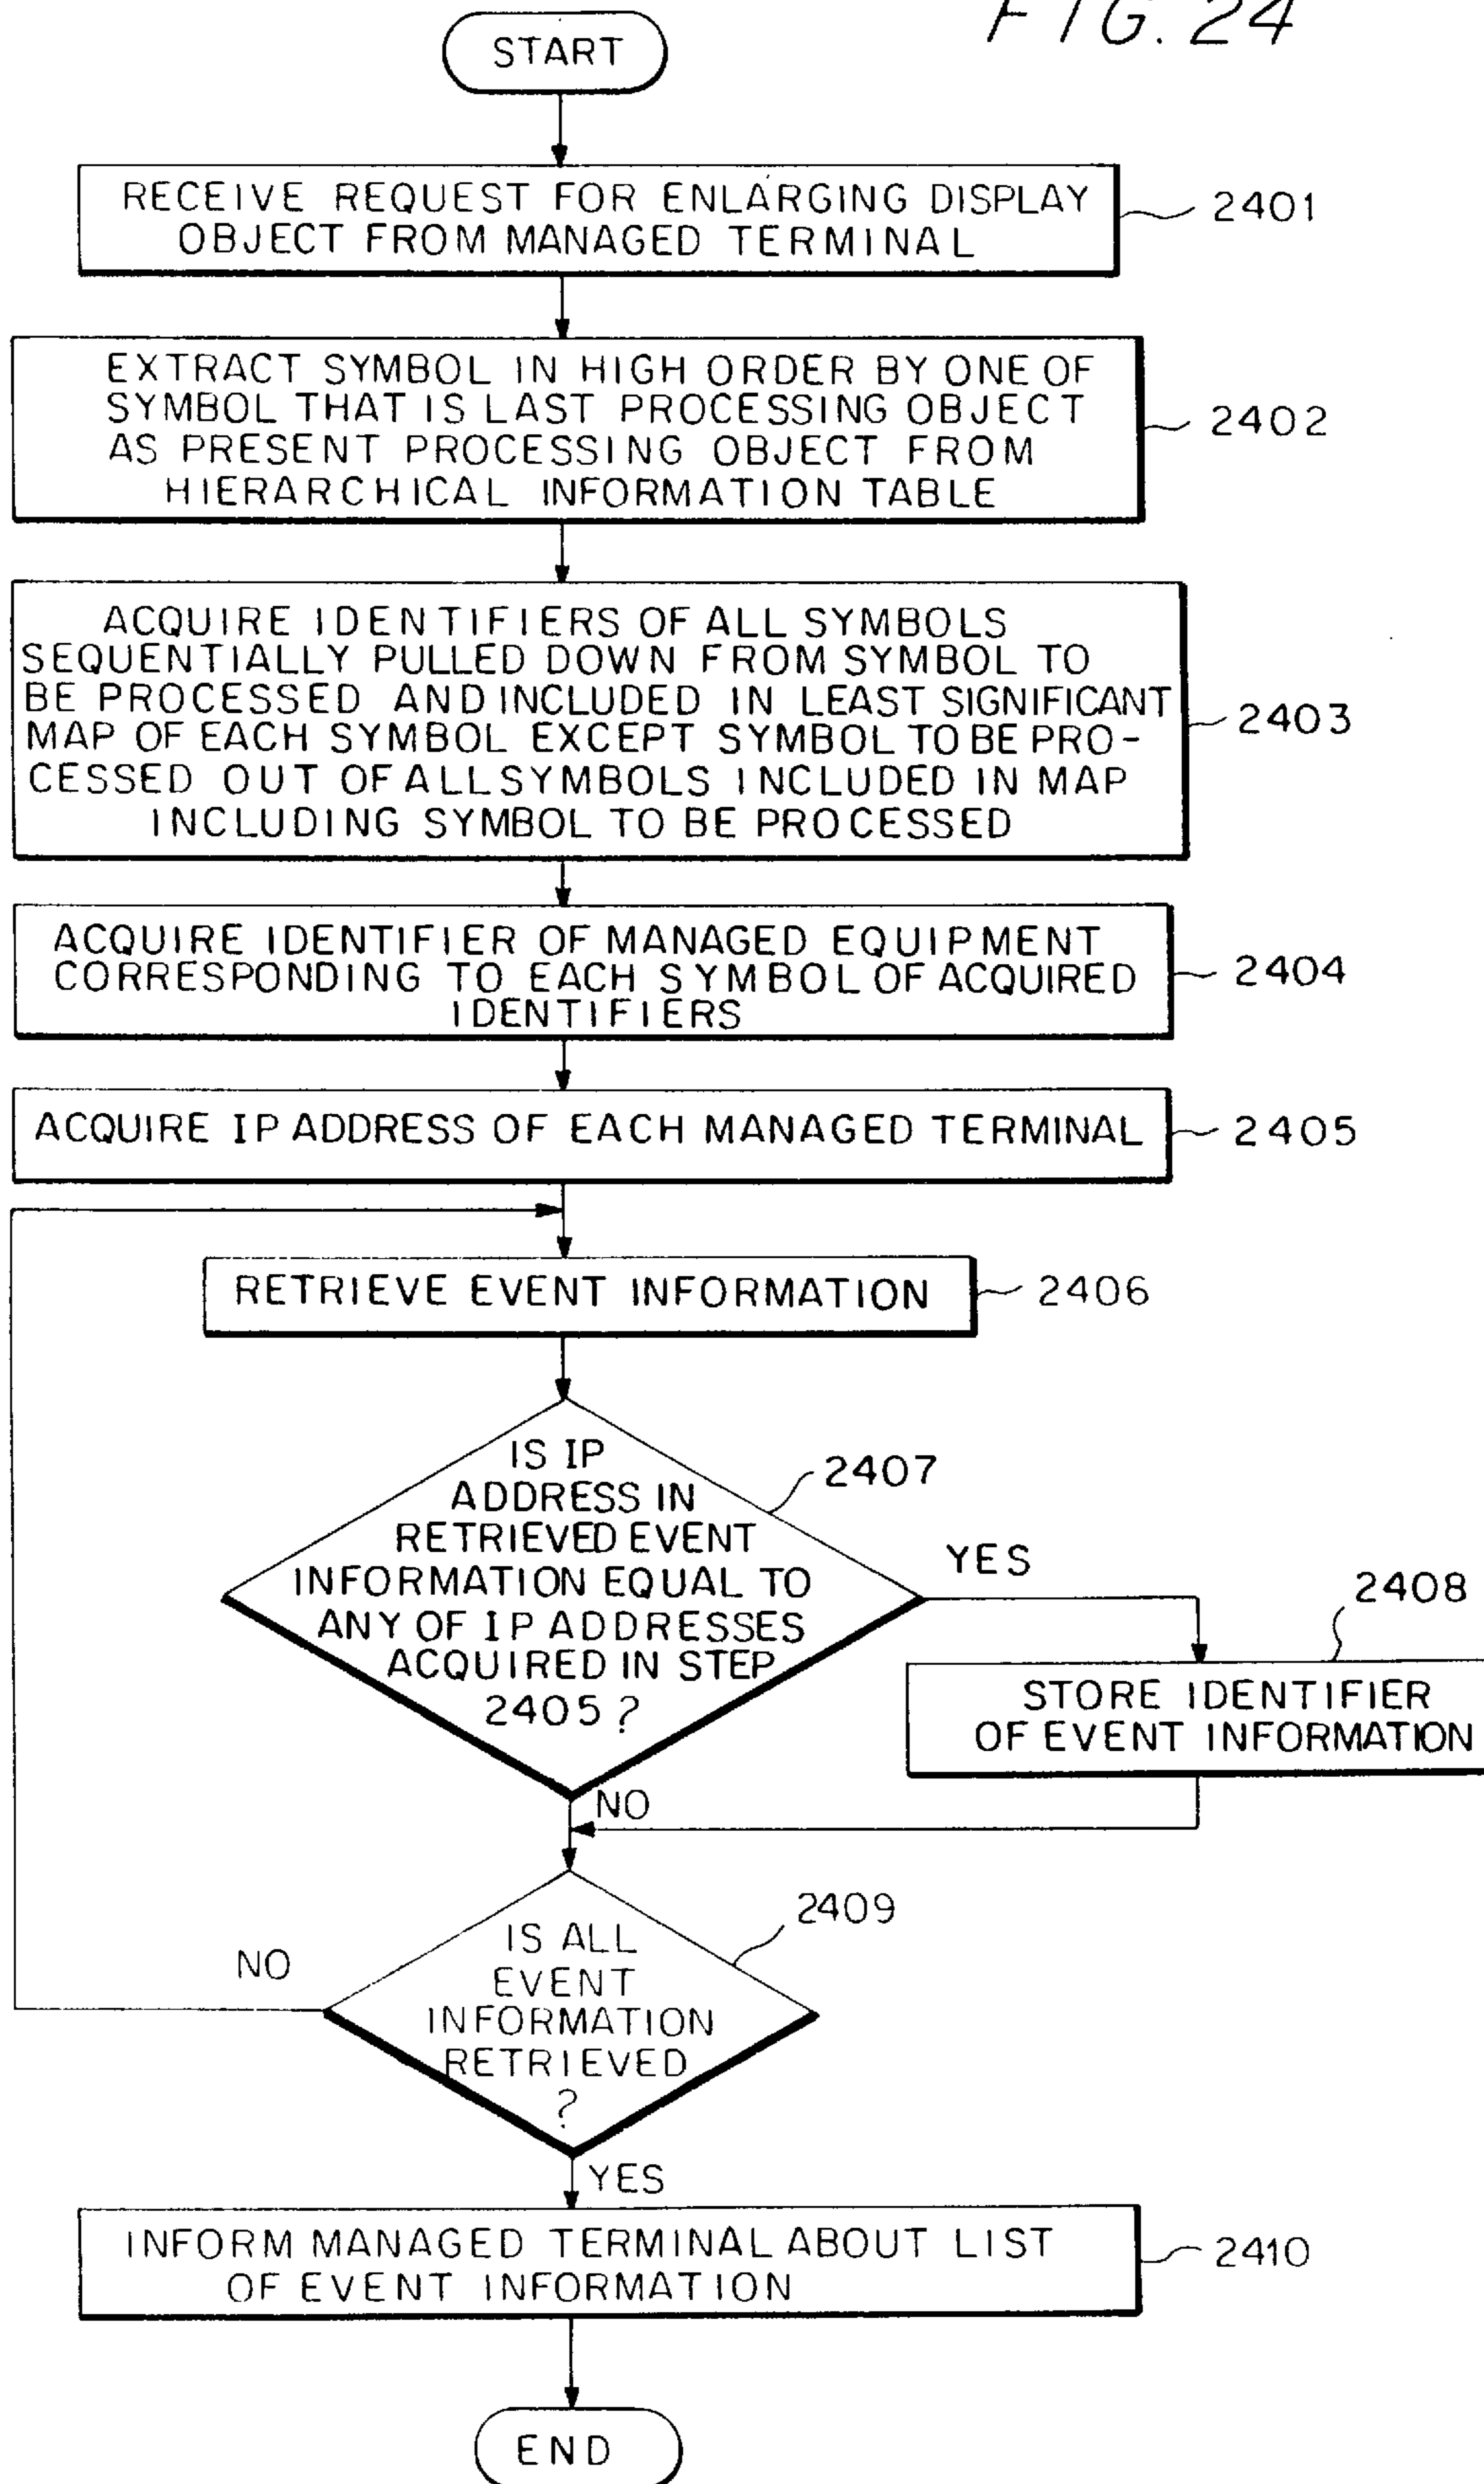 FIG. 24
START
RECEIVE REQUEST FOR ENLARGING DISPLAY
OBJECT FROM MANAGED TERMINAL
2401
EXTRACT SYMBOL IN HIGH ORDER BY ONE OF
SYMBOL THAT IS LAST PROCESSING OBJECT
AS PRESENT PROCESSING OBJECT FROM
HIERARCHICAL INFORMATION TABLE
2402
ACQUIRE IDENTIFIERS OF ALL SYMBOLS
SEQUENTIALLY PULLED DOWN FROM SYMBOL TO
BE PROCESSED AND INCLUDED IN LEAST SIGNIFICANT
MAP OF EACH SYMBOL EXCEPT SYMBOL TO BE PRO-
CESSED OUT OF ALL SYMBOLS INCLUDED IN MAP
INCLUDING SYMBOL TO BE PROCESSED
2403
ACQUIRE IDENTIFIER OF MANAGED EQUIPMENT
CORRESPONDING TO EACH SYMBOL OF ACQUIRED
IDENTIFIERS
2404
ACQUIRE IP ADDRESS OF EACH MANAGED TERMINAL
2405
RETRIEVE EVENT INFORMATION
2406
IS IP
ADDRESS IN
RETRIEVED EVENT
INFORMATION EQUAL TO
ANY OF IP ADDRESSES
ACQUIRED IN STEP
2405?
2407
YES
2408
STORE IDENTIFIER
OF EVENT INFORMATION
NO
IS ALL
EVENT
INFORMATION
RETRIEVED
?
2409
NO
YES
INFORM MANAGED TERMINAL ABOUT LIST
OF EVENT INFORMATION
2410
END